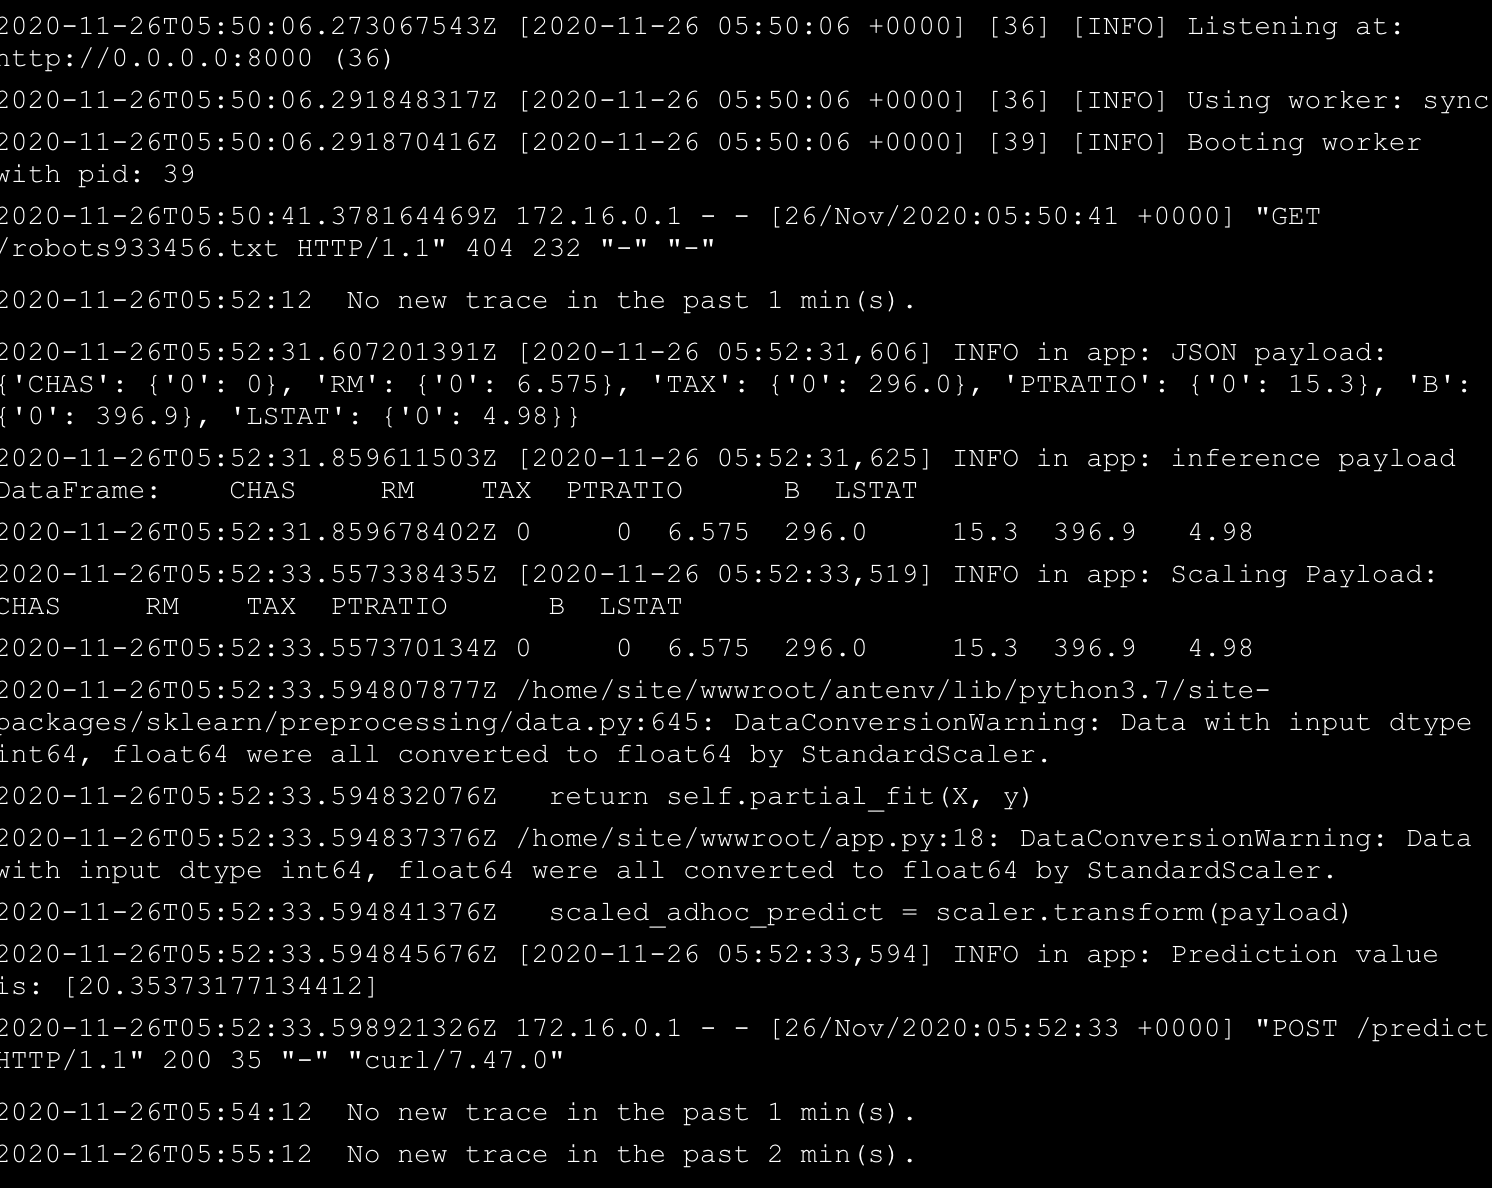 2020-11-26T05:50:06.273067543Z [2020-11-26 05:50:06 +0000] [36] [INFO] Listening at:
http://0.0.0.0:8000 (36)
2020-11-26T05:50:06.291848317Z [2020-11-26 05:50:06 +0000] [36] [INFO] Using worker: sync
2020-11-26T05:50:06.291870416Z [2020-11-26 05:50:06 +0000] [39] [INFO] Booting worker
with pid: 39
2020-11-26T05:50:41.378164469Z 172.16.0.1 - - [26/Nov/2020:05:50:41 +0000] "GET
/robots933456.txt HTTP/1.1" 404 232 "-" "-"
2020-11-26T05:52:12  No new trace in the past 1 min(s).
2020-11-26T05:52:31.607201391Z [2020-11-26 05:52:31,606] INFO in app: JSON payload:
{'CHAS': {'0': 0}, 'RM': {'0': 6.575}, 'TAX': {'0': 296.0}, 'PTRATIO': {'0': 15.3}, 'B':
{'0': 396.9}, 'LSTAT': {'0': 4.98}}
2020-11-26T05:52:31.859611503Z [2020-11-26 05:52:31,625] INFO in app: inference payload
DataFrame:    CHAS     RM    TAX  PTRATIO      B  LSTAT
2020-11-26T05:52:31.859678402Z 0     0  6.575  296.0     15.3  396.9   4.98
2020-11-26T05:52:33.557338435Z [2020-11-26 05:52:33,519] INFO in app: Scaling Payload:
CHAS     RM    TAX  PTRATIO      B  LSTAT
2020-11-26T05:52:33.557370134Z 0     0  6.575  296.0     15.3  396.9   4.98
2020-11-26T05:52:33.594807877Z /home/site/wwwroot/antenv/lib/python3.7/site-
packages/sklearn/preprocessing/data.py:645: DataConversionWarning: Data with input dtype
int64, float64 were all converted to float64 by StandardScaler.
2020-11-26T05:52:33.594832076Z   return self.partial_fit(X, y)
2020-11-26T05:52:33.594837376Z /home/site/wwwroot/app.py:18: DataConversionWarning: Data
with input dtype int64, float64 were all converted to float64 by StandardScaler.
2020-11-26T05:52:33.594841376Z   scaled_adhoc_predict = scaler.transform(payload)
2020-11-26T05:52:33.594845676Z [2020-11-26 05:52:33,594] INFO in app: Prediction value
is: [20.35373177134412]
2020-11-26T05:52:33.598921326Z 172.16.0.1 - - [26/Nov/2020:05:52:33 +0000] "POST /predict
HTTP/1.1" 200 35 "-" "curl/7.47.0"
2020-11-26T05:54:12  No new trace in the past 1 min(s).
2020-11-26T05:55:12  No new trace in the past 2 min(s).